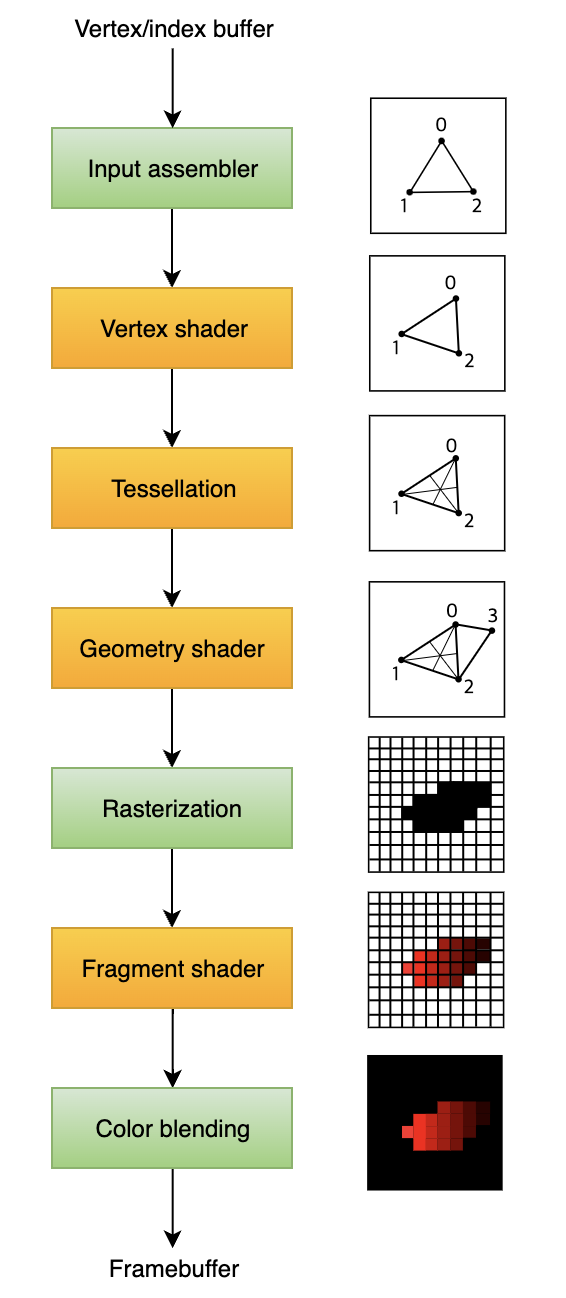 Vertex/index buffer
Input assembler
0
1
2
Vertex shader
0
1
2
Tessellation
0
1
2
Geometry shader
0
3
1
2
Rasterization
Fragment shader
Color blending
Framebuffer